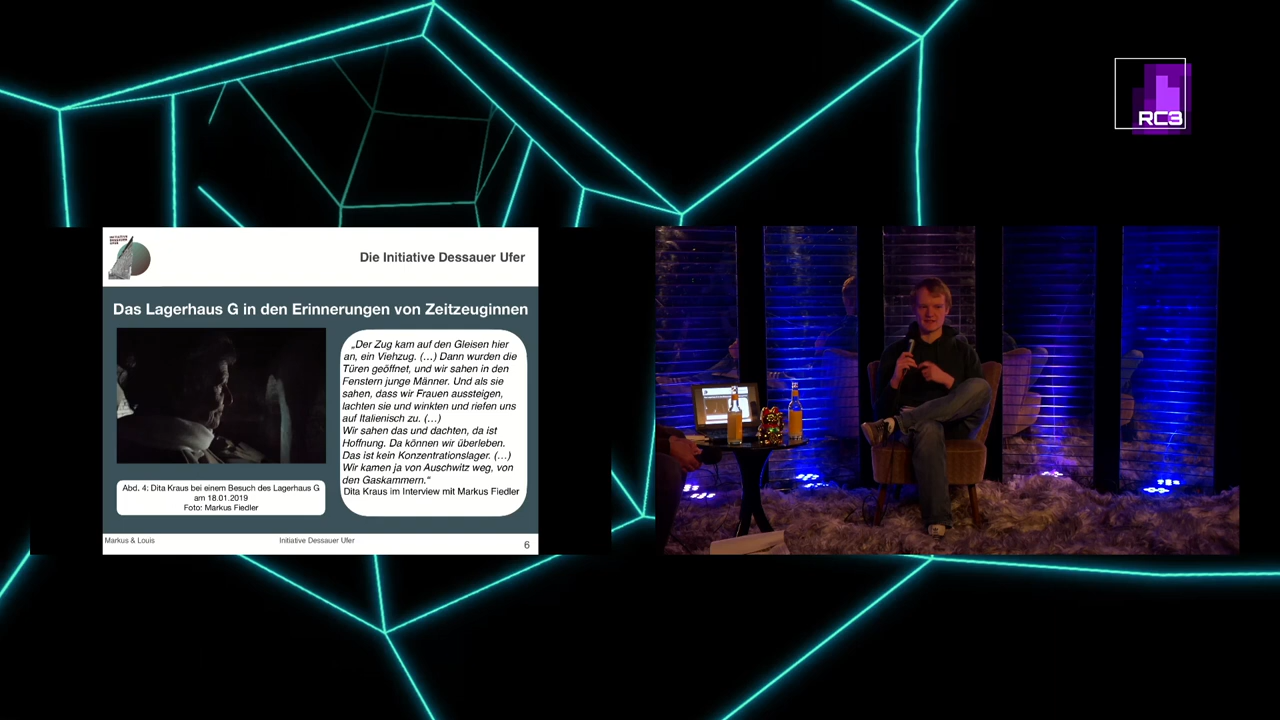 RC3
INITIATIVE
DESSAUER
UFER
Die Initiative Dessauer Ufer
Das Lagerhaus G in den Erinnerungen von Zeitzeuginnen
„Der Zug kam auf den Gleisen hier
an, ein Viehzug. (…) Dann wurden die
Türen geöffnet, und wir sahen in den
Fenstern junge Männer. Und als sie
sahen, dass wir Frauen aussteigen,
lachten sie und winkten und riefen uns
auf Italienisch zu. (…)
Wir sahen das und dachten, da ist
Hoffnung. Da können wir überleben.
Das ist kein Konzentrationslager. (…)
Wir kamen ja von Auschwitz weg, von
den Gaskammern.“
Dita Kraus im Interview mit Markus Fiedler
Abd. 4: Dita Kraus bei einem Besuch des Lagerhaus G
am 18.01.2019
Foto: Markus Fiedler
Markus & Louis
Initiative Dessauer Ufer
6